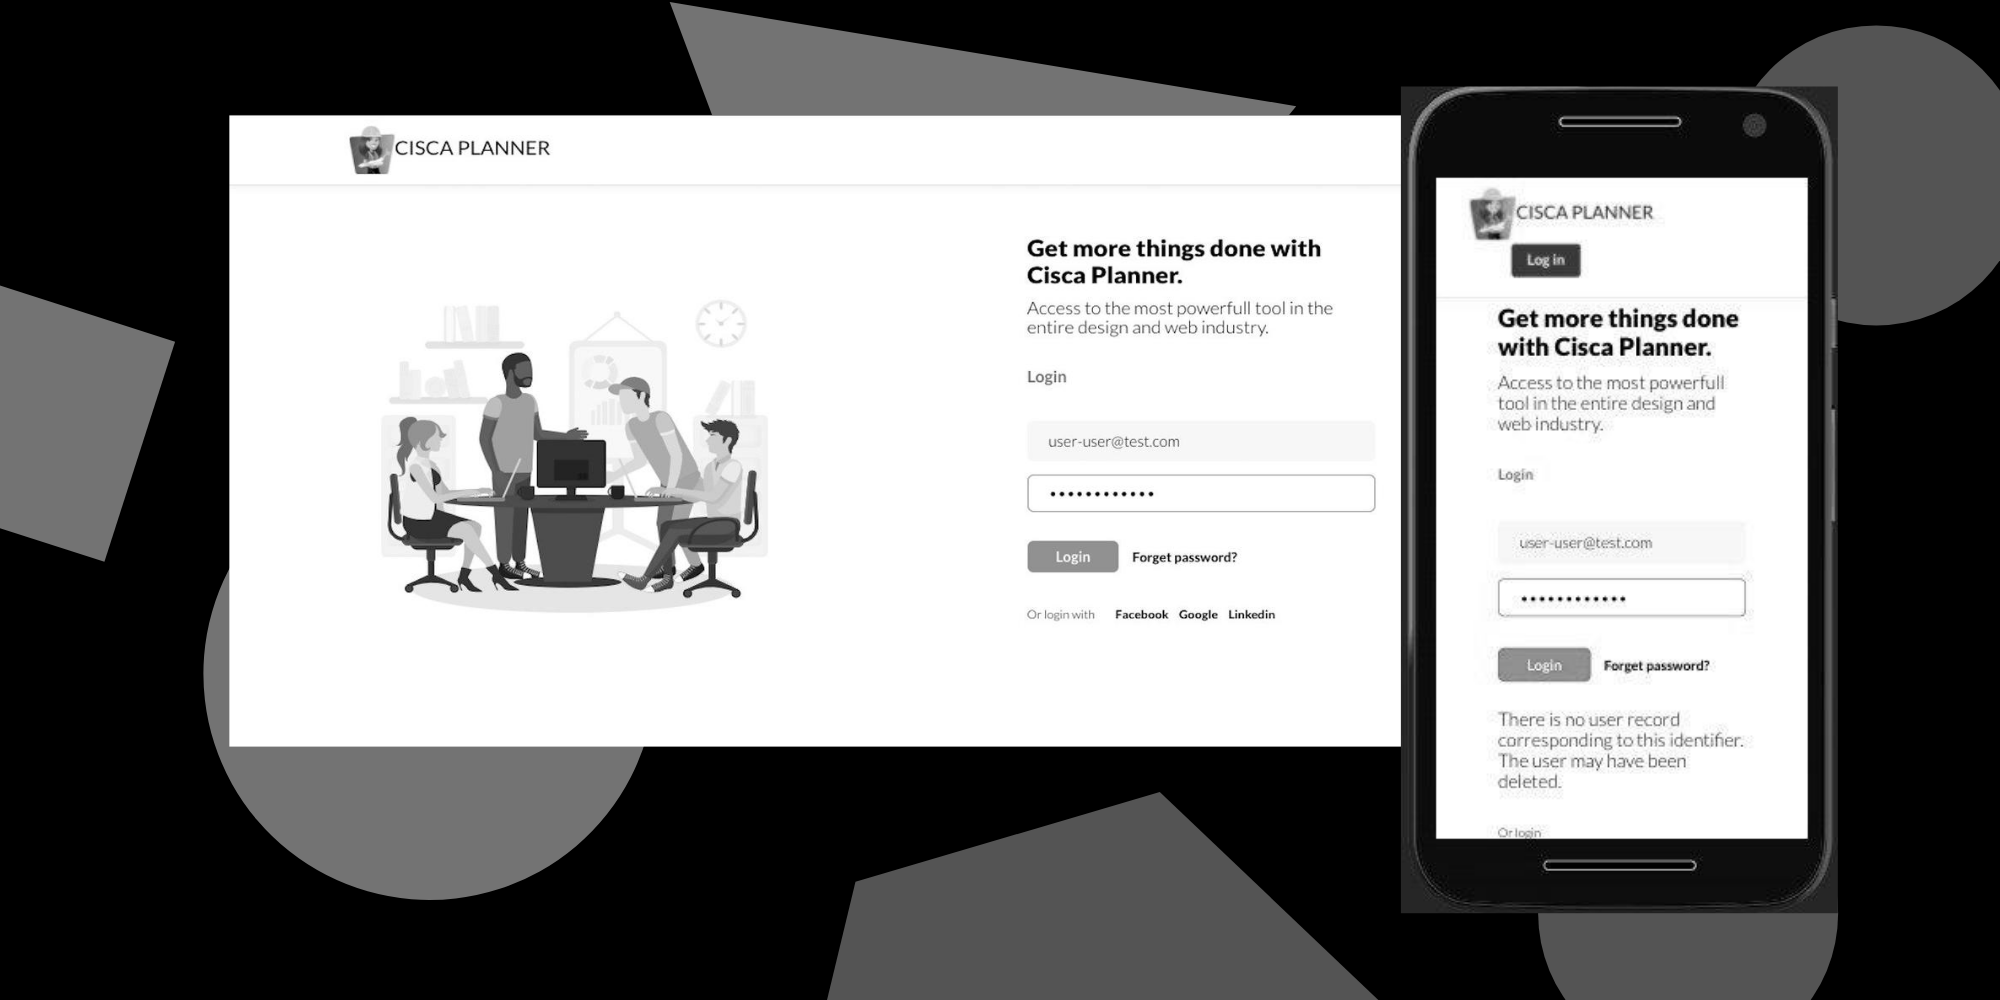 CISCA PLANNER
Get more things done with
Cisca Planner.
Access to the most powerfull tool in the
entire design and web industry.
Login
user-user@test.com
••••••••••••
Login Forget password?
Or login with Facebook Google Linkedin
CISCA PLANNER
Log in
Get more things done
with Cisca Planner.
Access to the most powerfull
tool in the entire design and
web industry.
Login
user-user@test.com
••••••••••••
Login Forget password?
There is no user record
corresponding to this identifier.
The user may have been
deleted.
Or login